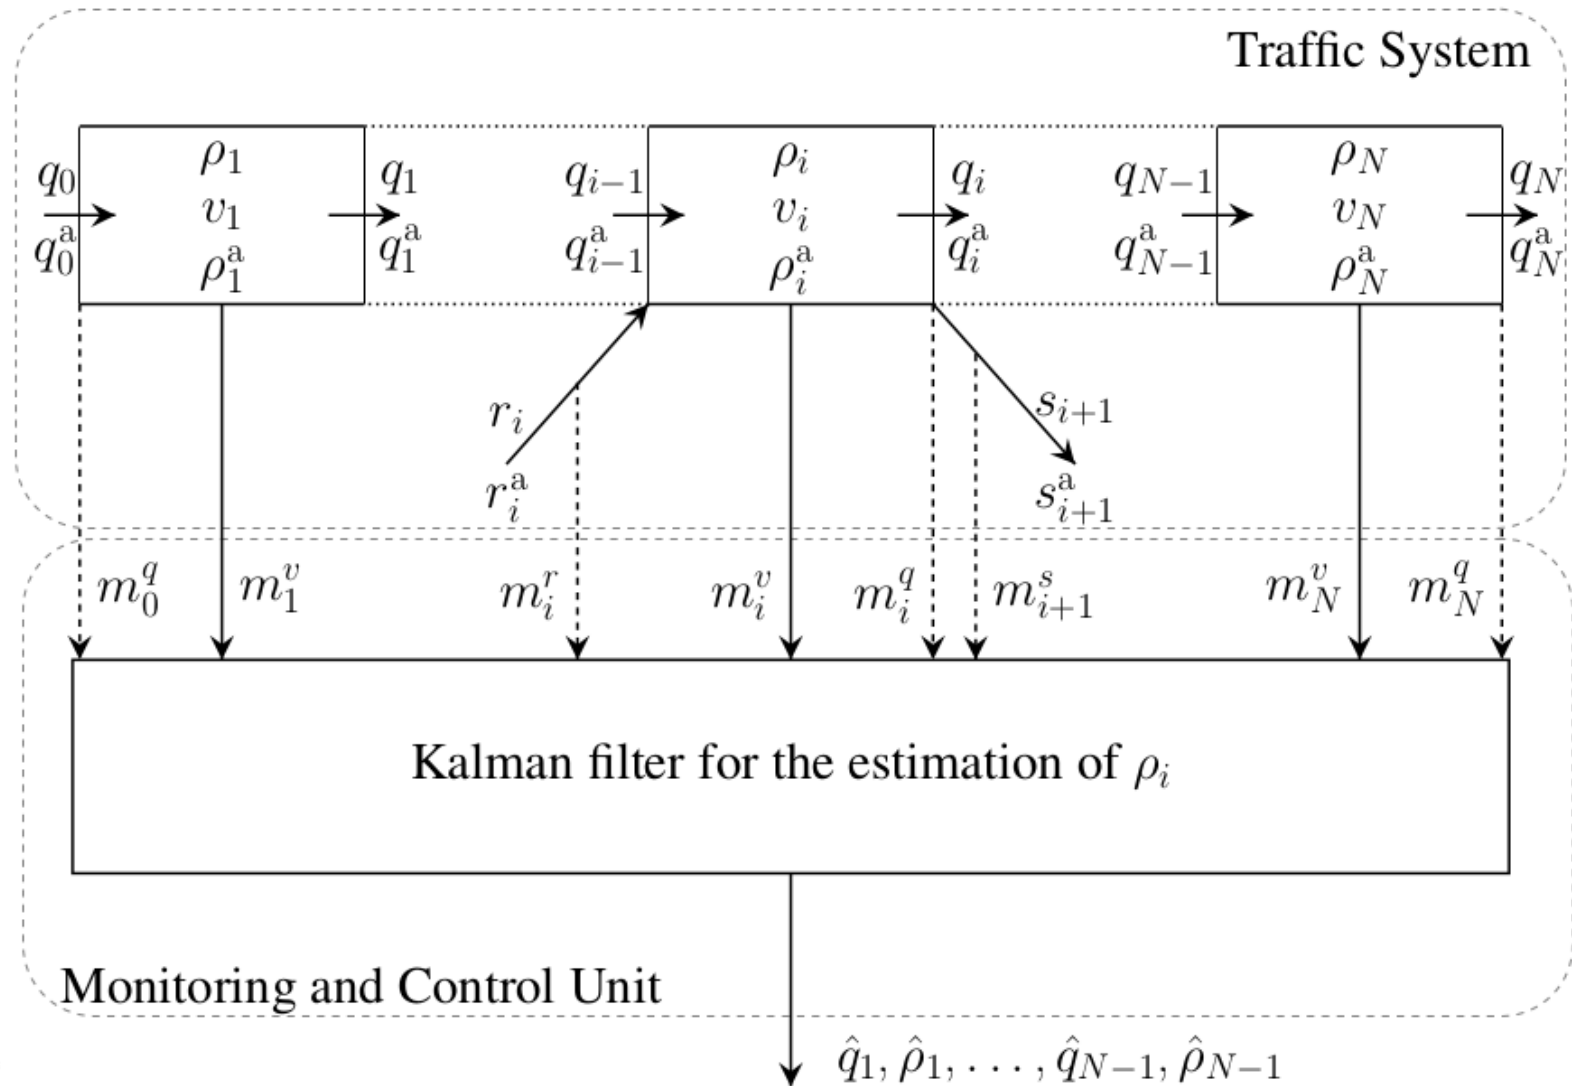 Traffic System
ρ_1 ρ_i ρ_N
q_0 q_1 q_{i−1} q_i q_{N−1} q_N
v_1 v_i v_N
q_0^a q_1^a q_{i−1}^a q_i^a q_{N−1}^a q_N^a
ρ_1^a ρ_i^a ρ_N^a
r_i s_{i+1}
r_i^a s_{i+1}^a
m_0^q m_1^v m_i^r m_i^v m_i^q m_{i+1}^s m_N^v m_N^q
Kalman filter for the estimation of ρ_i
Monitoring and Control Unit
q̂_1, ρ̂_1, . . . , q̂_{N−1}, ρ̂_{N−1}